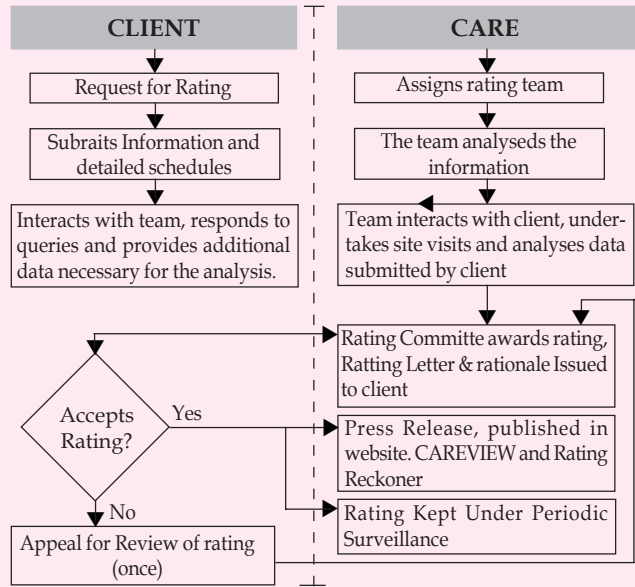 CLIENT
Request for Rating
Subraits Information and
detailed schedules
Interacts with team, responds to
queries and provides additional
data necessary for the analysis.
Accepts
Rating?
Yes
No
Appeal for Review of rating
(once)
CARE
Assigns rating team
The team analyseds the
information
Team interacts with client, under-
takes site visits and analyses data
submitted by client
Rating Committe awards rating,
Ratting Letter & rationale Issued
to client
Press Release, published in
website. CAREVIEW and Rating
Reckoner
Rating Kept Under Periodic
Surveillance